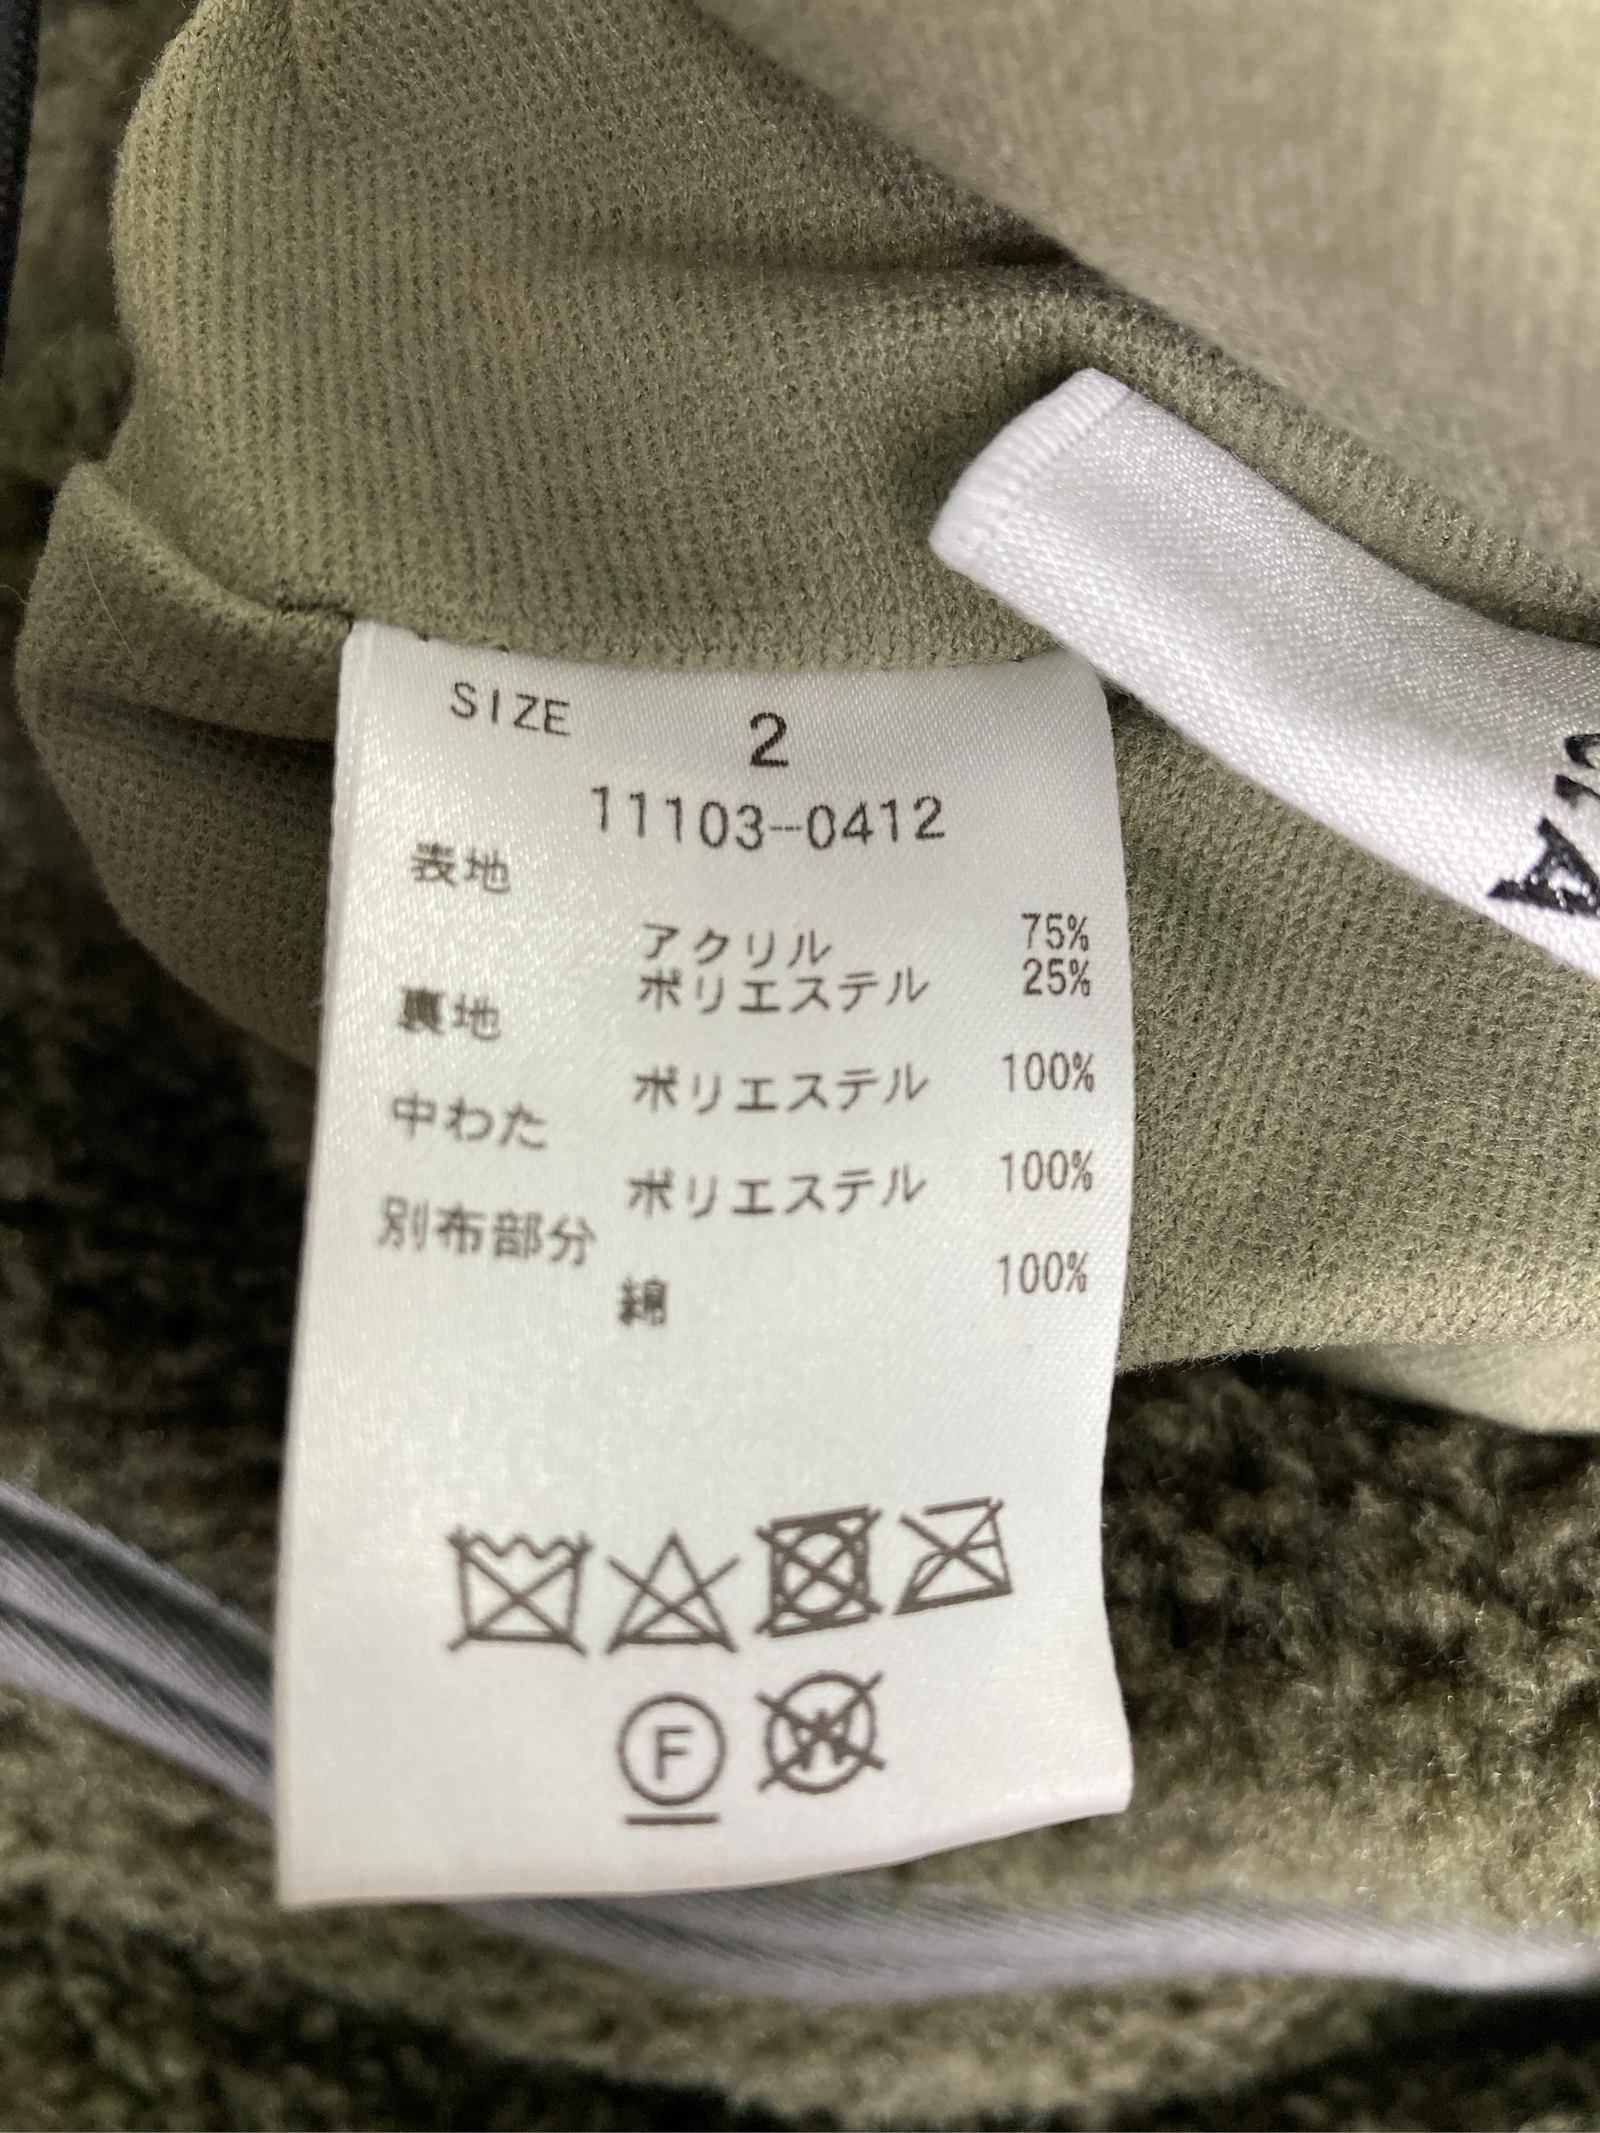 SIZE 2
11103-0412
表地
アクリル 75%
ポリエステル 25%
裏地
ポリエステル 100%
中わた
ポリエステル 100%
別布部分
綿 100%
F
W